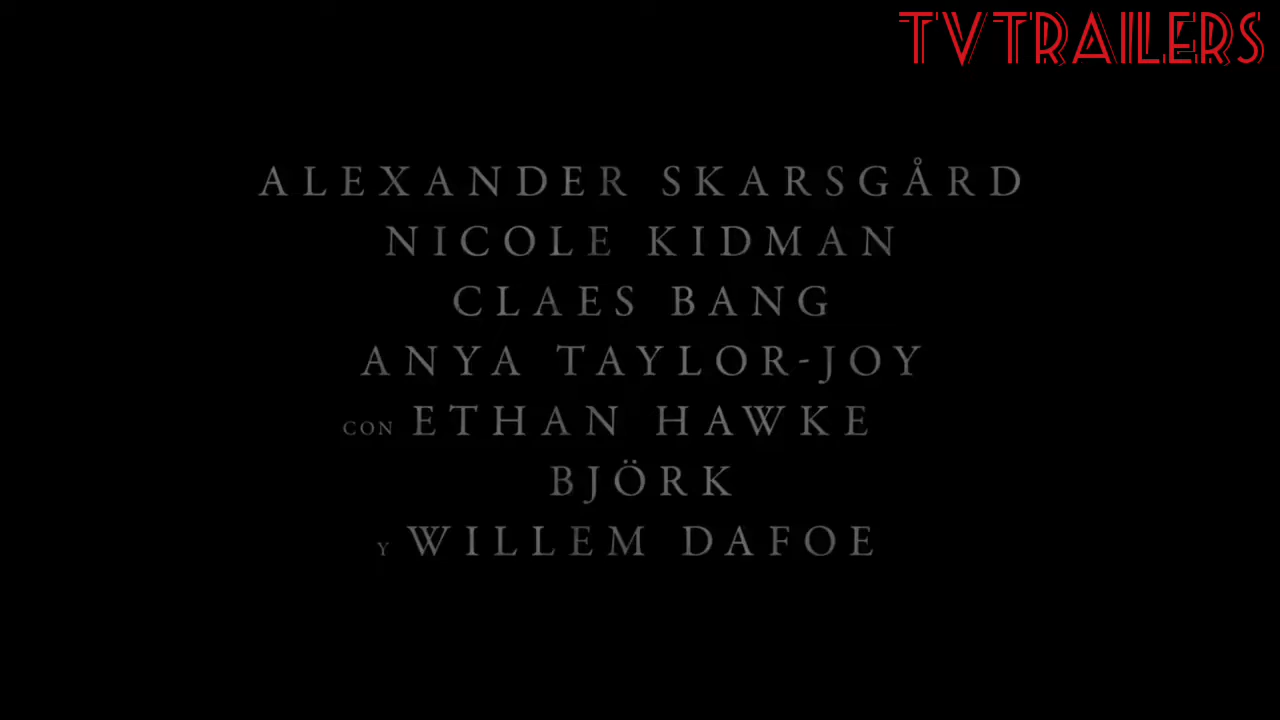 TVTRAILERS
ALEXANDER SKARSGÅRD
NICOLE KIDMAN
CLAES BANG
ANYA TAYLOR-JOY
CON ETHAN HAWKE
BJÖRK
Y WILLEM DAFOE